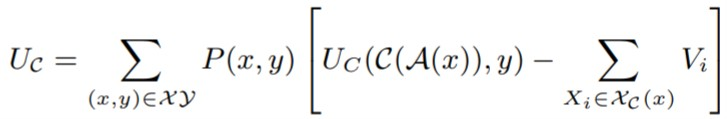 U_𝒞 = ∑_{(x,y)∈𝒳𝒴} P(x, y) [ U_C(𝒞(𝒜(x)), y) − ∑_{X_i∈𝒳_𝒞(x)} V_i ]